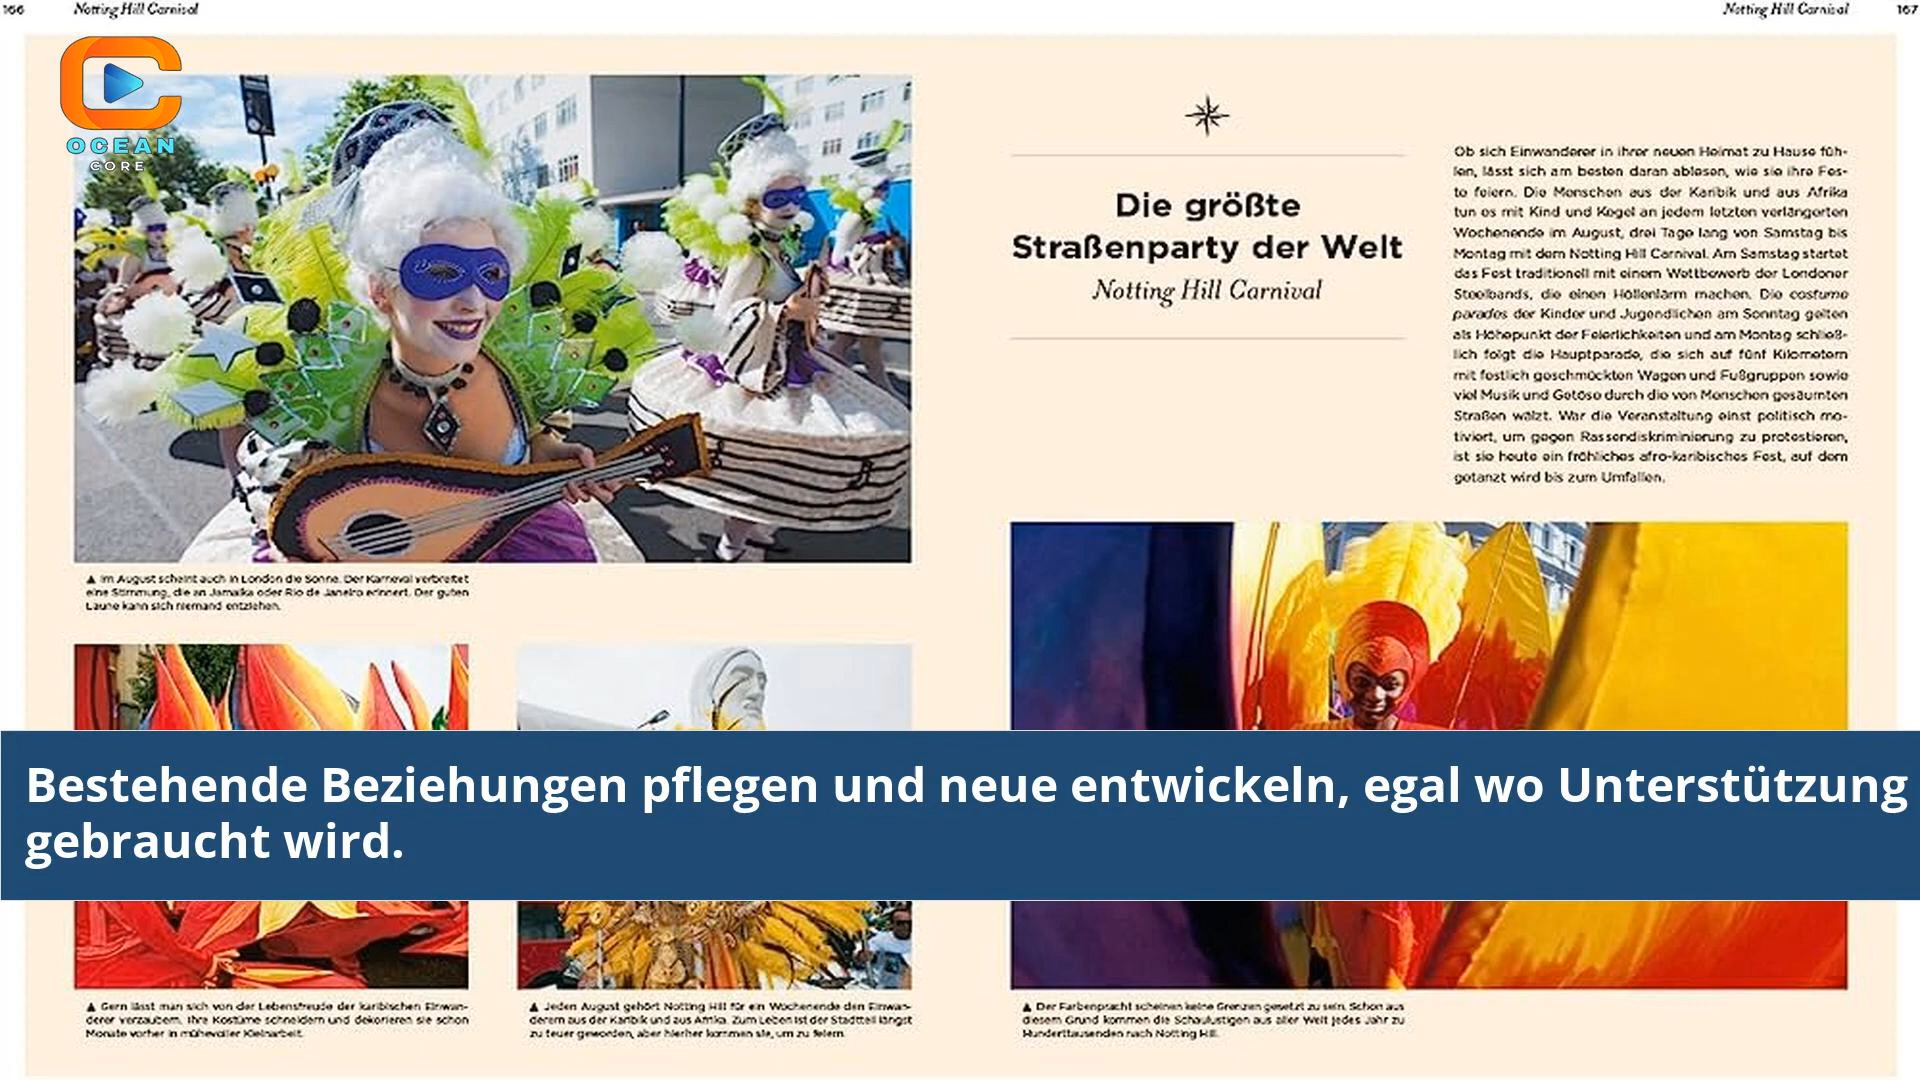 166 Notting Hill Carnival
Notting Hill Carnival 167
OCEAN
CORE
Die größte
Straßenparty der Welt
Notting Hill Carnival
Ob sich Einwanderer in ihrer neuen Heimat zu Hause füh-
len, lässt sich am besten daran ablesen, wie sie ihre Fes-
te feiern. Die Menschen aus der Karibik und aus Afrika
tun es mit Kind und Kegel an jedem letzten verlängerten
Wochenende im August, drei Tage lang von Samstag bis
Montag mit dem Notting Hill Carnival. Am Samstag startet
das Fest traditionell mit einem Wettbewerb der Londoner
Steelbands, die einen Höllenlärm machen. Die costume
parades der Kinder und Jugendlichen am Sonntag gelten
als Höhepunkt der Feierlichkeiten und am Montag schließ-
lich folgt die Hauptparade, die sich auf fünf Kilometern
mit festlich geschmückten Wagen und Fußgruppen sowie
viel Musik und Getöse durch die von Menschen gesäumten
Straßen wälzt. War die Veranstaltung einst politisch mo-
tiviert, um gegen Rassendiskriminierung zu protestieren,
ist sie heute ein fröhliches afro-karibisches Fest, auf dem
getanzt wird bis zum Umfallen.
▲ Im August scheint auch in London die Sonne. Der Karneval verbreitet
eine Stimmung, die an Jamaika oder Rio de Janeiro erinnert. Der guten
Laune kann sich niemand entziehen.
Bestehende Beziehungen pflegen und neue entwickeln, egal wo Unterstützung
gebraucht wird.
▲ Gern lässt man sich von der Lebensfreude der karibischen Einwan-
derer verzaubern. Ihre Kostüme schneidern und dekorieren sie schon
Monate vorher in mühevoller Kleinarbeit.
▲ Jeden August gehört Notting Hill für ein Wochenende den Einwan-
derern aus der Karibik und aus Afrika. Zum Leben ist der Stadtteil längst
zu teuer geworden, aber hierher kommen sie, um zu feiern.
▲ Der Farbenpracht scheinen keine Grenzen gesetzt zu sein. Schon aus
diesem Grund kommen die Schaulustigen aus aller Welt jedes Jahr zu
Hunderttausenden nach Notting Hill.